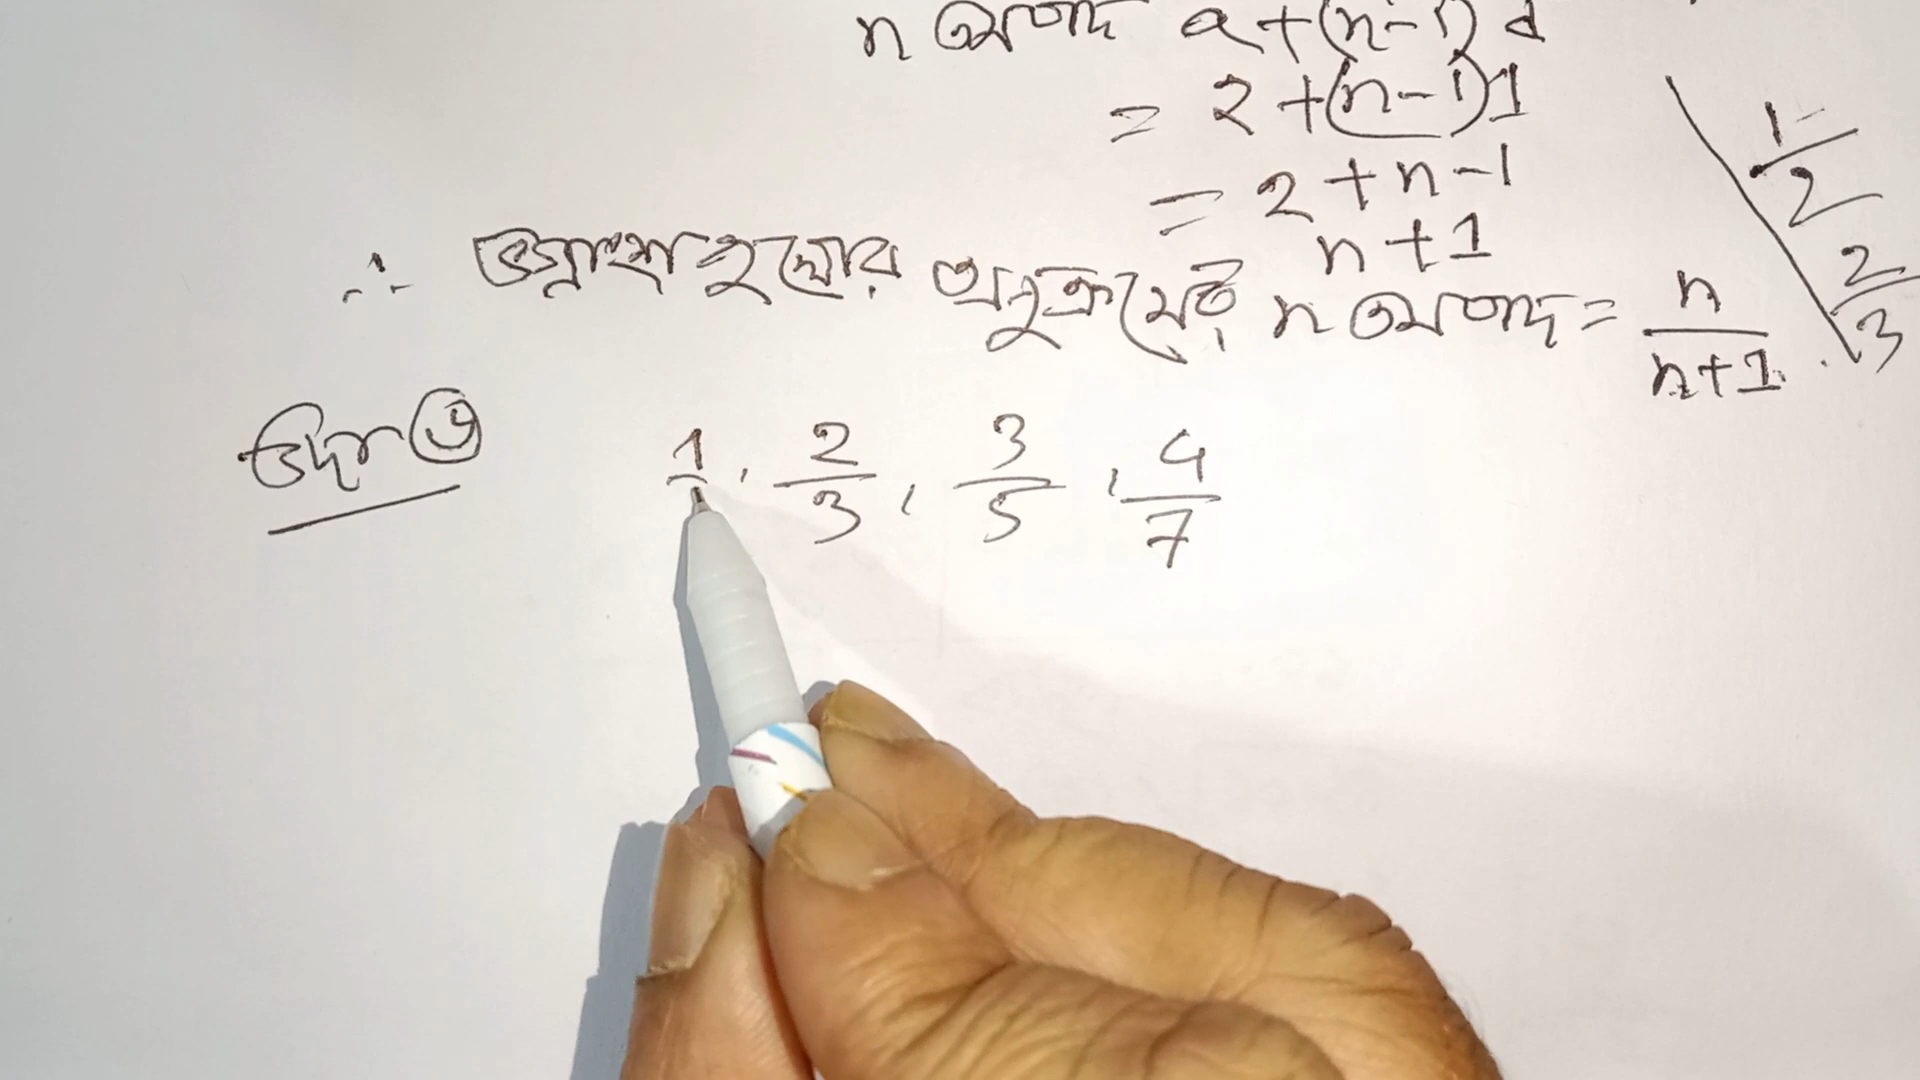 n তম পদ a+(n-1)d
= 2+(n-1)1
= 2+n-1
n+1
∴ ভগ্নাংশগুলোর অনুক্রমের n তম পদ = n/n+1
1/2
2/3
উদা ৩ 1/, 2/3, 3/5, 4/7